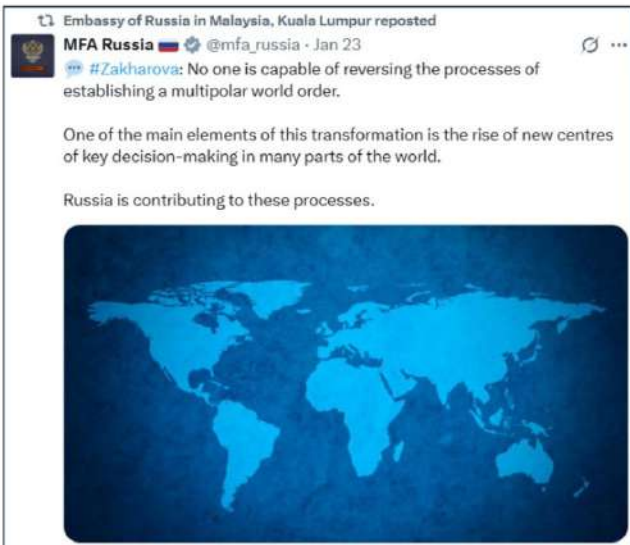 Embassy of Russia in Malaysia, Kuala Lumpur reposted
MFA Russia 🇷🇺 @mfa_russia · Jan 23
💬 #Zakharova: No one is capable of reversing the processes of
establishing a multipolar world order.
One of the main elements of this transformation is the rise of new centres
of key decision-making in many parts of the world.
Russia is contributing to these processes.